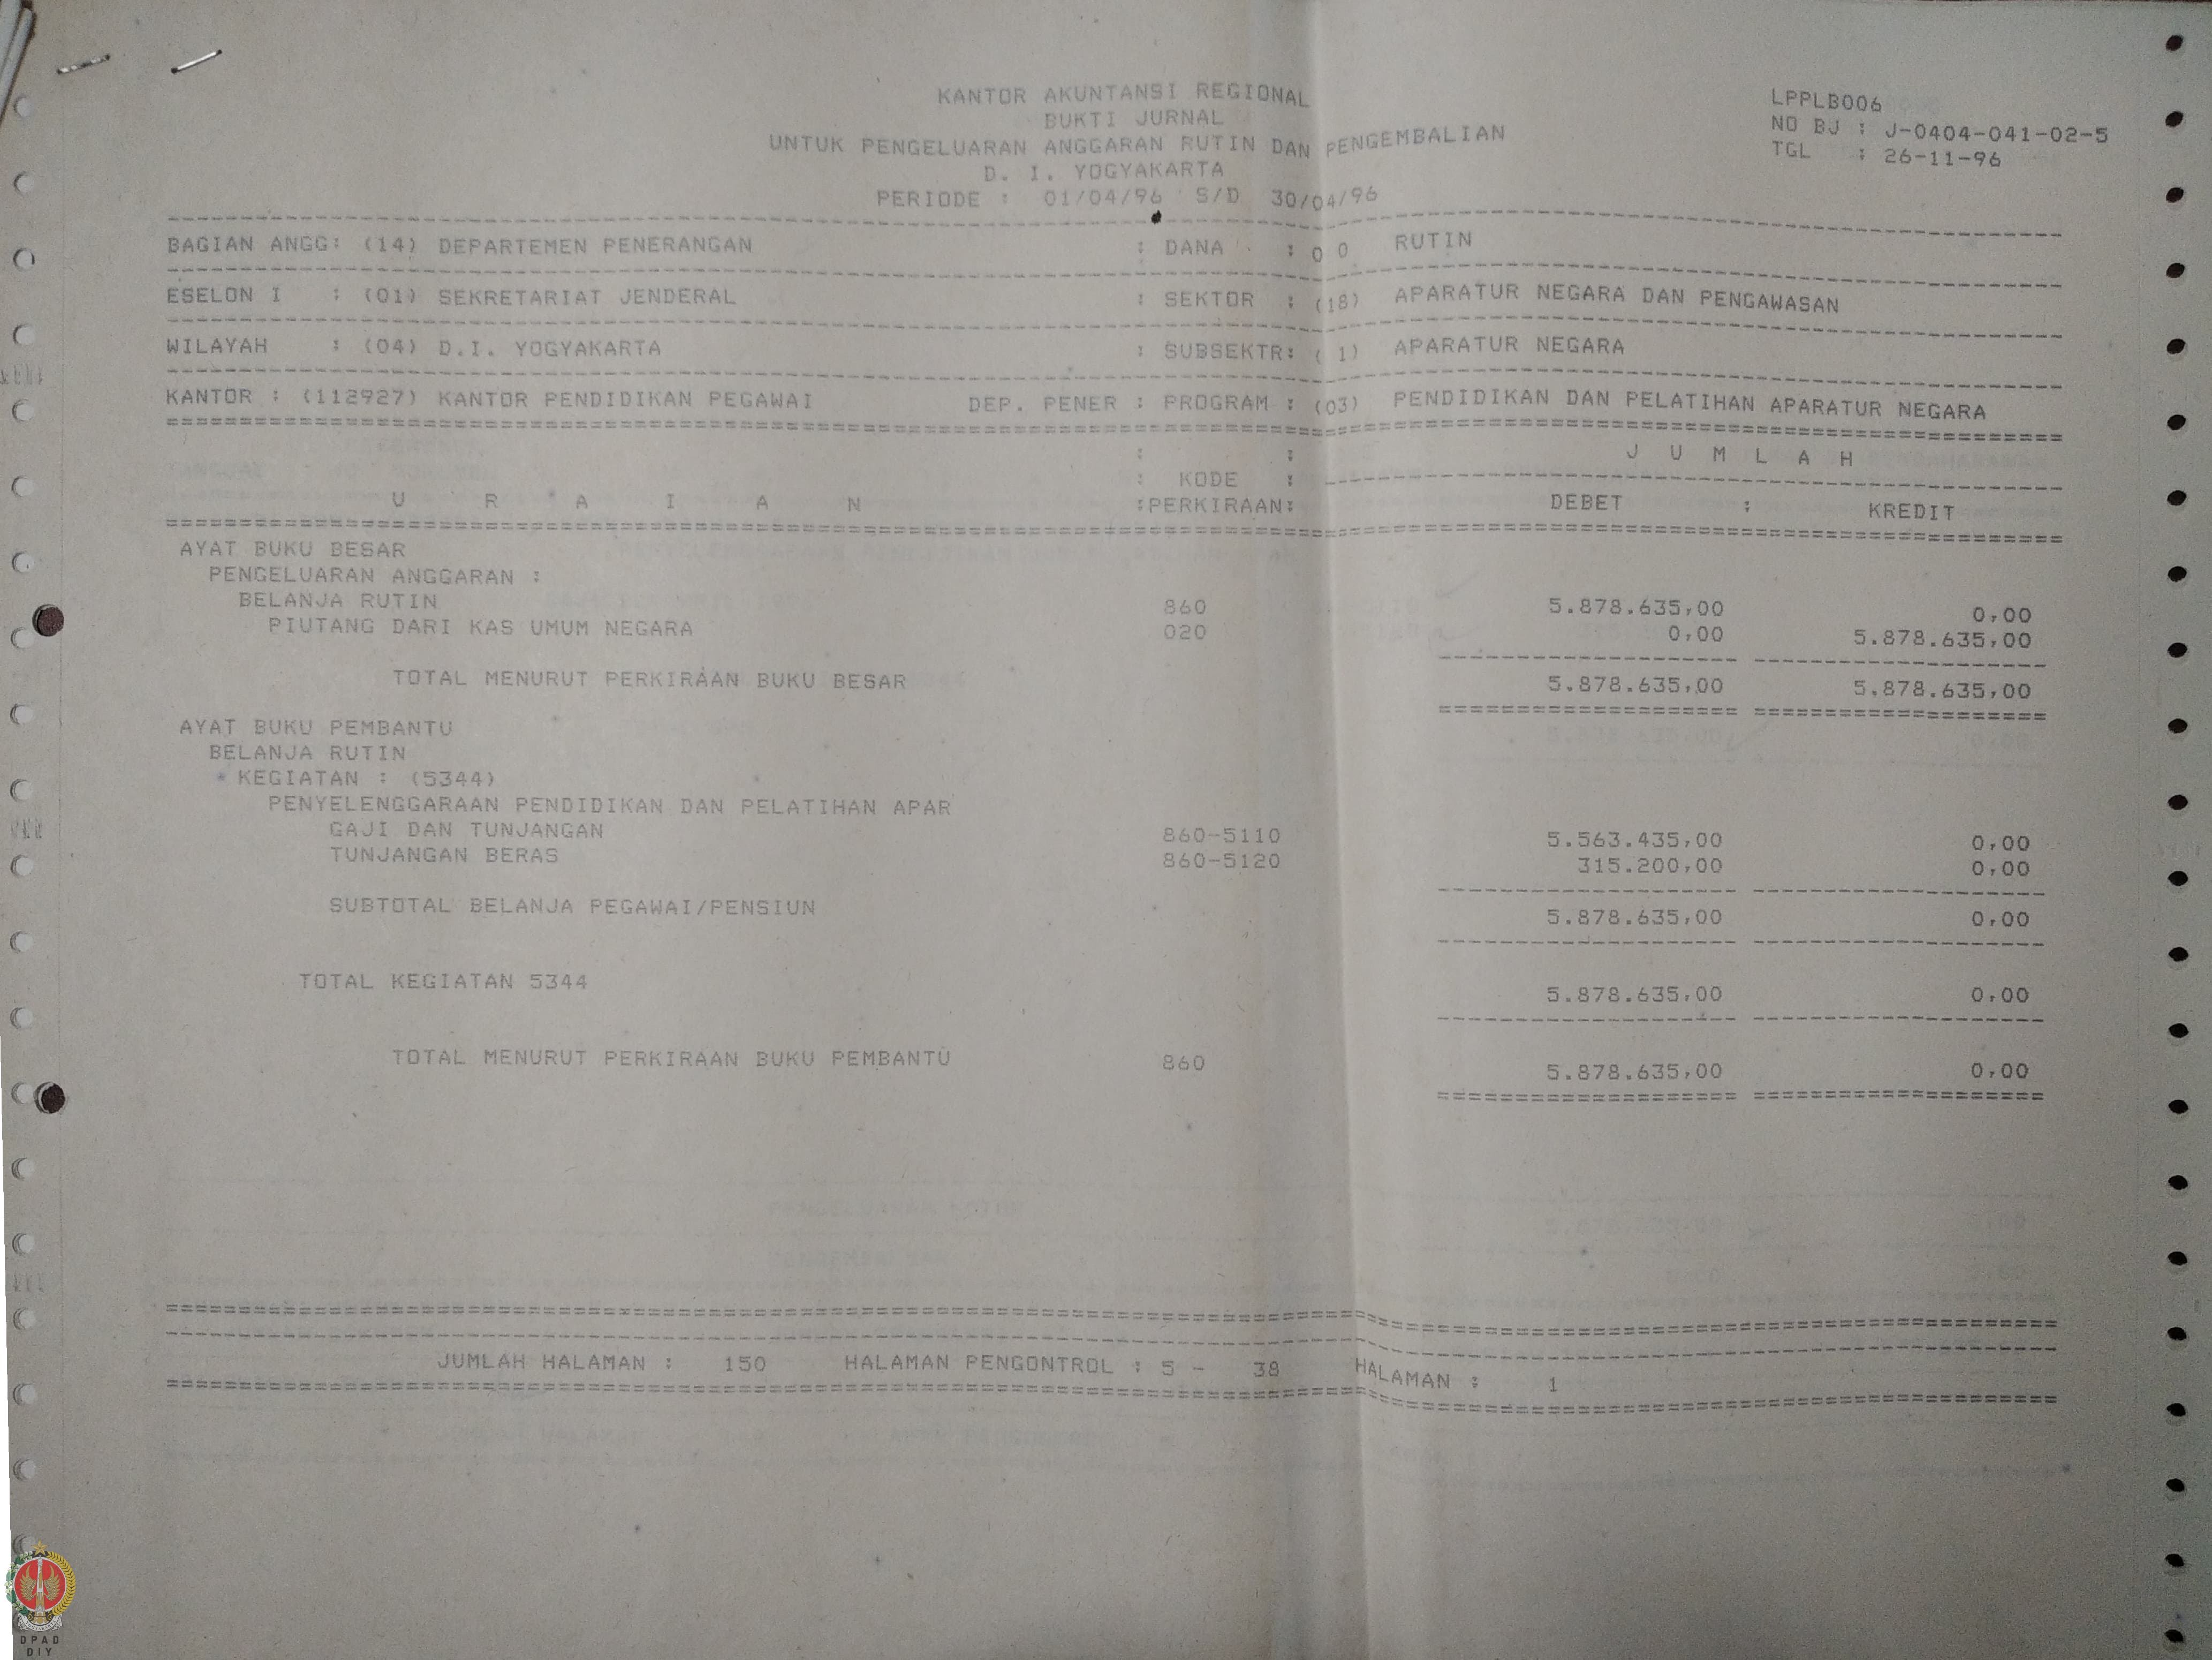 KANTOR AKUNTANSI REGIONAL
BUKTI JURNAL
UNTUK PENGELUARAN ANGGARAN RUTIN DAN PENGEMBALIAN
D. I. YOGYAKARTA
PERIODE : 01/04/96 S/D 30/04/96
LPPLB006
NO BJ : J-0404-041-02-5
TGL : 26-11-96
BAGIAN ANGG: (14) DEPARTEMEN PENERANGAN : DANA : 0 0 RUTIN
ESELON I : (01) SEKRETARIAT JENDERAL : SEKTOR : (18) APARATUR NEGARA DAN PENGAWASAN
WILAYAH : (04) D.I. YOGYAKARTA : SUBSEKTR: ( 1) APARATUR NEGARA
KANTOR : (112927) KANTOR PENDIDIKAN PEGAWAI DEP. PENER : PROGRAM : (03) PENDIDIKAN DAN PELATIHAN APARATUR NEGARA
: : J U M L A H
: KODE :
U R A I A N :PERKIRAAN: DEBET : KREDIT
AYAT BUKU BESAR
PENGELUARAN ANGGARAN :
BELANJA RUTIN 860 5.878.635,00 0,00
PIUTANG DARI KAS UMUM NEGARA 020 0,00 5.878.635,00
TOTAL MENURUT PERKIRAAN BUKU BESAR 5.878.635,00 5.878.635,00
AYAT BUKU PEMBANTU
BELANJA RUTIN
* KEGIATAN : (5344)
PENYELENGGARAAN PENDIDIKAN DAN PELATIHAN APAR
GAJI DAN TUNJANGAN 860-5110 5.563.435,00 0,00
TUNJANGAN BERAS 860-5120 315.200,00 0,00
SUBTOTAL BELANJA PEGAWAI/PENSIUN 5.878.635,00 0,00
TOTAL KEGIATAN 5344 5.878.635,00 0,00
TOTAL MENURUT PERKIRAAN BUKU PEMBANTU 860 5.878.635,00 0,00
JUMLAH HALAMAN : 150 HALAMAN PENGONTROL : 5 - 38 HALAMAN : 1
DPAD
DIY